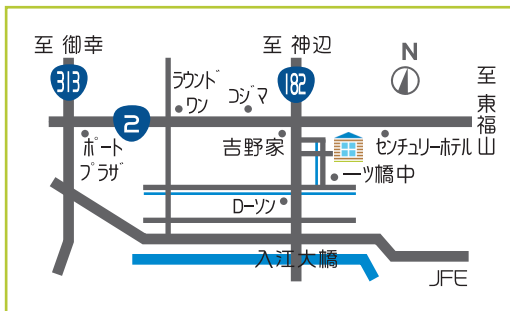 至 御幸
至 神辺
N
313
182
至 東福山
ラウンド
ワン
コジマ
2
ポート
プラザ
吉野家
センチュリーホテル
一ツ橋中
ローソン
入江大橋
JFE